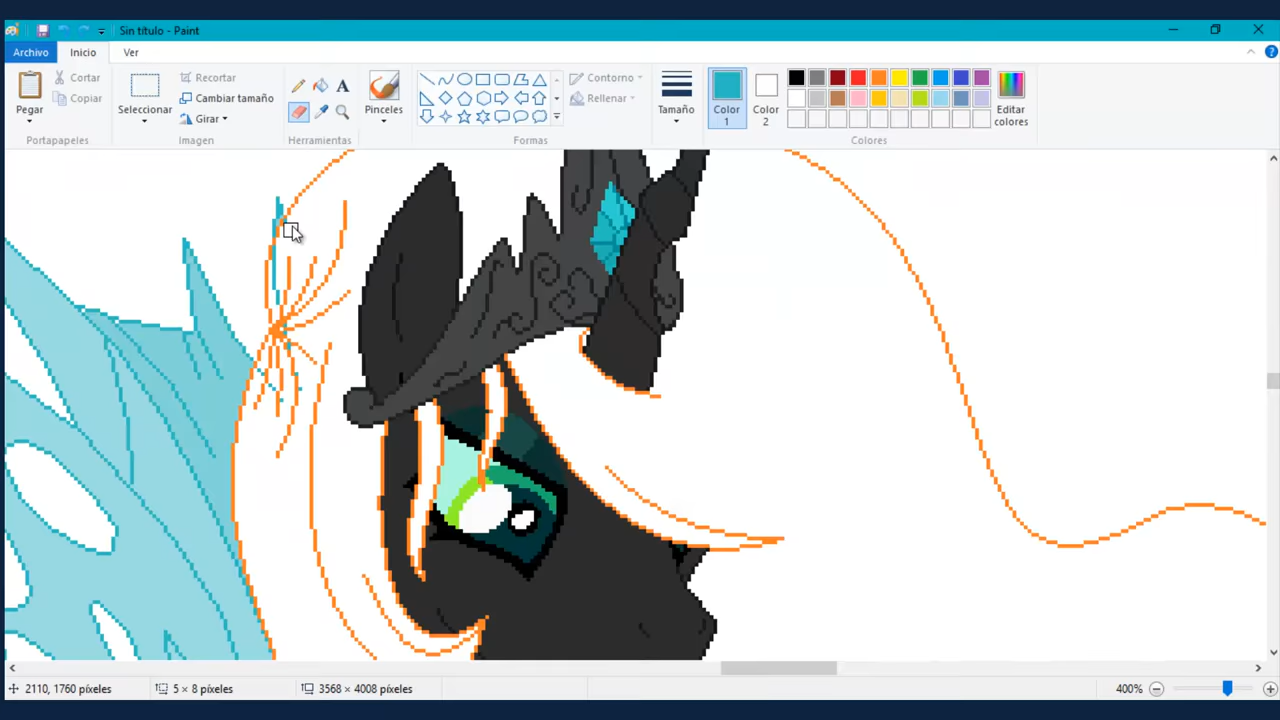 Sin título - Paint
Archivo Inicio Ver
Pegar
Cortar
Copiar
Portapapeles
Seleccionar
Recortar
Cambiar tamaño
Girar
Imagen
A
Herramientas
Pinceles
Contorno
Rellenar
Formas
Tamaño
Color
1
Color
2
Editar
colores
Colores
2110, 1760 píxeles 5 × 8 píxeles 3568 × 4008 píxeles 400%